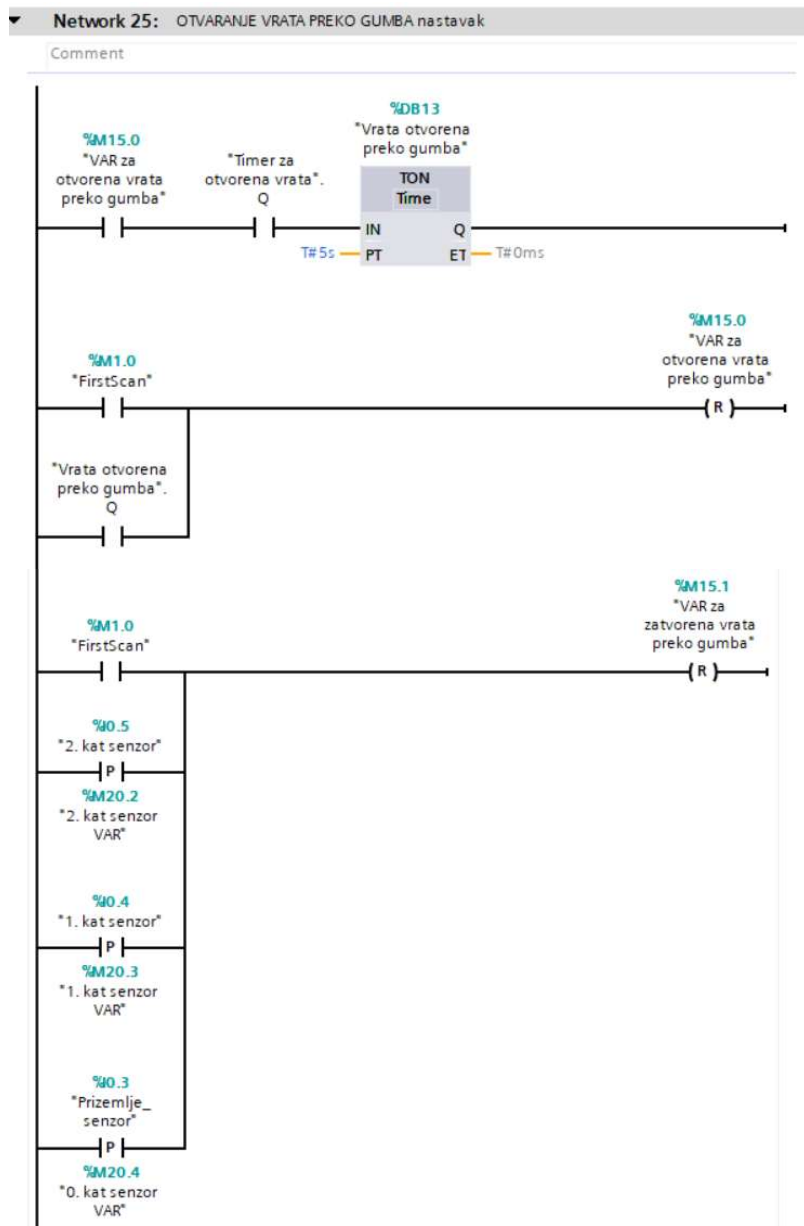 Network 25: OTVARANJE VRATA PREKO GUMBA nastavak
Comment
%DB13
"Vrata otvorena
preko gumba"
%M15.0
"VAR za
otvorena vrata
preko gumba"
"Timer za
otvorena vrata".
Q
TON
Time
IN Q
T#5s PT ET T#0ms
%M15.0
"VAR za
otvorena vrata
preko gumba"
%M1.0
"FirstScan"
R
"Vrata otvorena
preko gumba".
Q
%M15.1
"VAR za
zatvorena vrata
preko gumba"
%M1.0
"FirstScan"
R
%I0.5
"2. kat senzor"
P
%M20.2
"2. kat senzor
VAR"
%I0.4
"1. kat senzor"
P
%M20.3
"1. kat senzor
VAR"
%I0.3
"Prizemlje_
senzor"
P
%M20.4
"0. kat senzor
VAR"